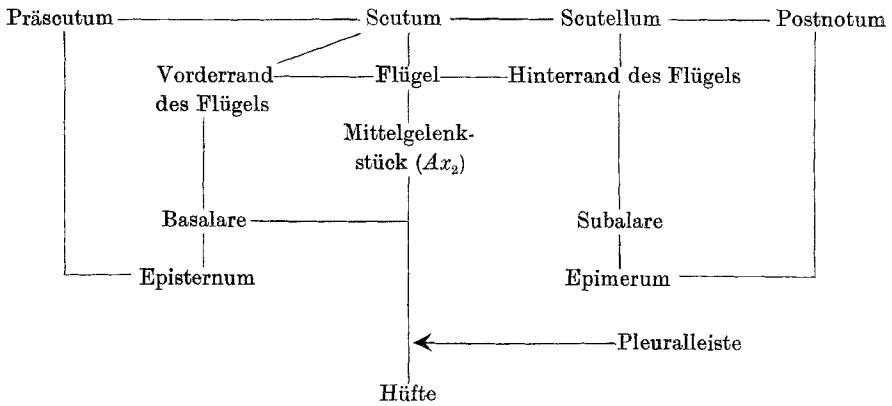 Präscutum Scutum Scutellum Postnotum
Vorderrand Flügel Hinterrand des Flügels
des Flügels
Mittelgelenk-
stück (Ax₂)
Basalare Subalare
Episternum Epimerum
Pleuralleiste
Hüfte